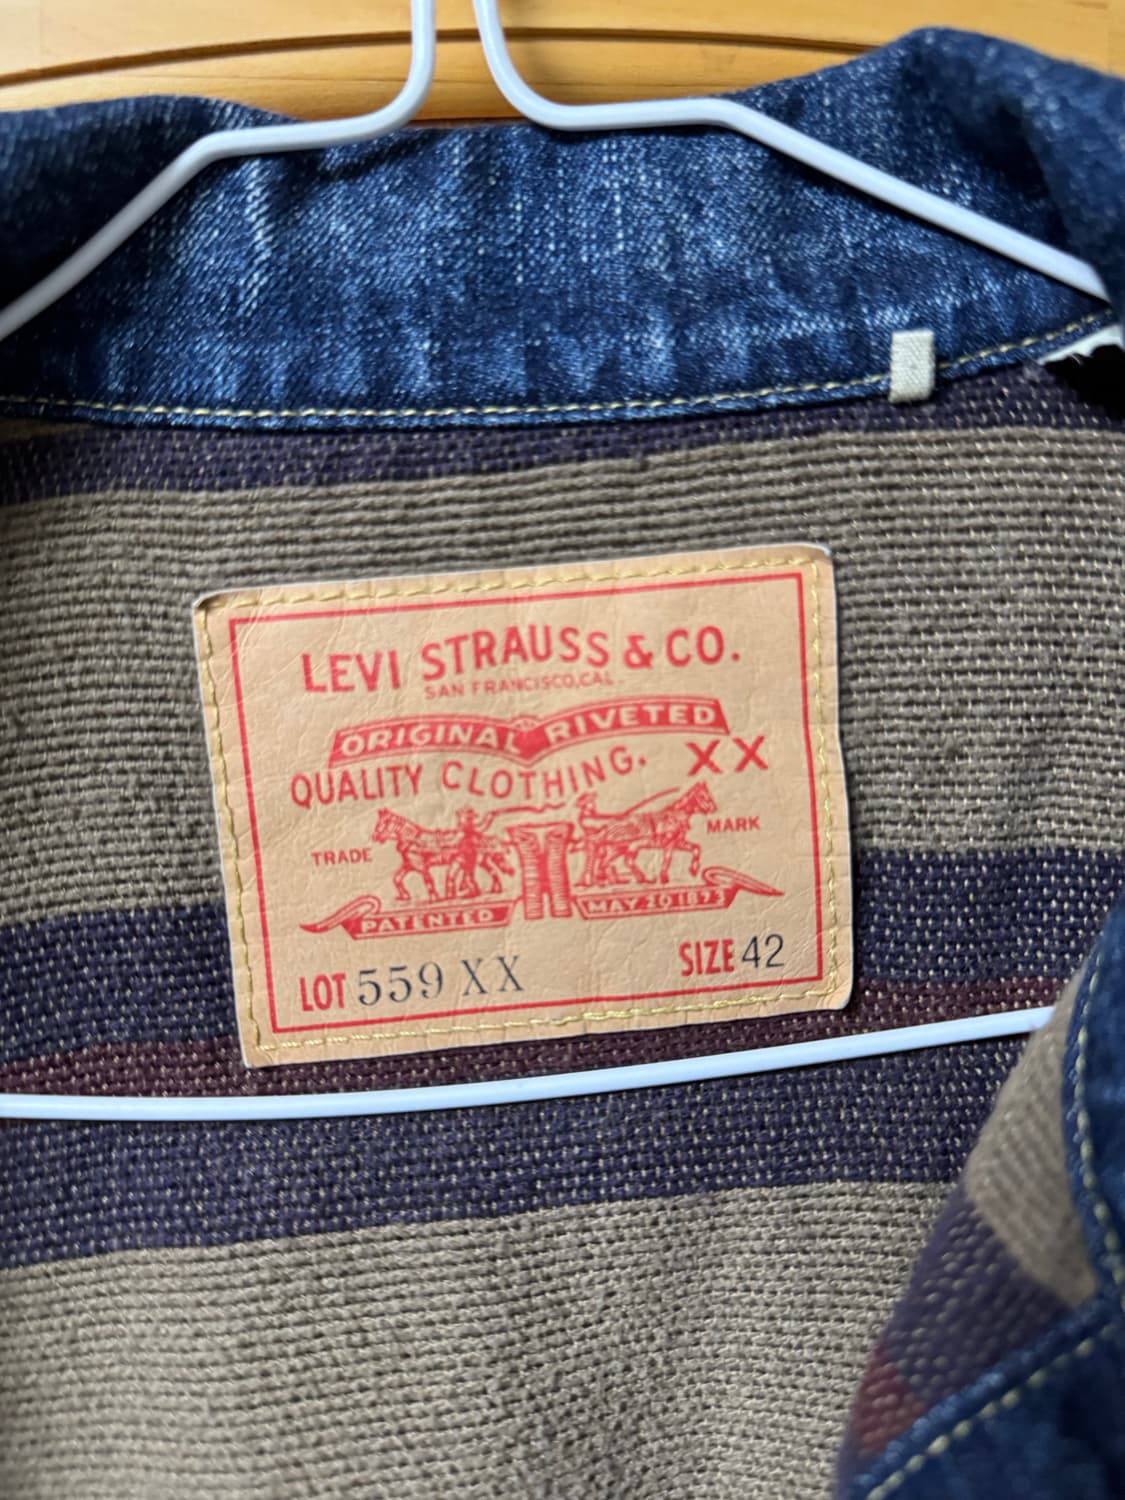 LEVI STRAUSS & CO.
SAN FRANCISCO, CAL.
ORIGINAL RIVETED
QUALITY CLOTHING. XX
TRADE MARK
PATENTED MAY 20 1873
LOT 559 XX SIZE 42